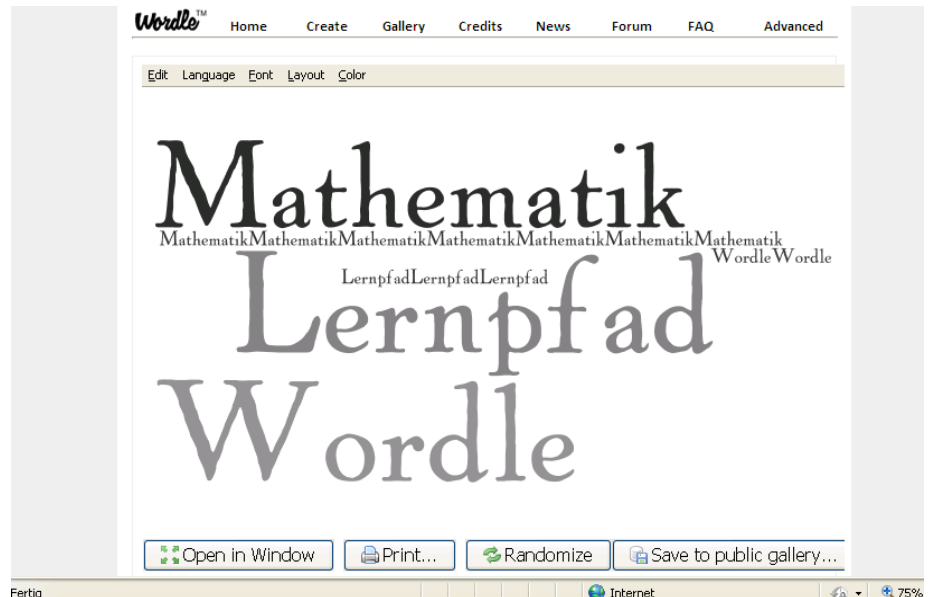 Wordle™ Home Create Gallery Credits News Forum FAQ Advanced
Edit Language Font Layout Color
Mathematik
MathematikMathematikMathematikMathematikMathematikMathematikMathematik
WordleWordle
LernpfadLernpfadLernpfad
Lernpfad
Wordle
Open in Window Print... Randomize Save to public gallery...
Fertig Internet 75%